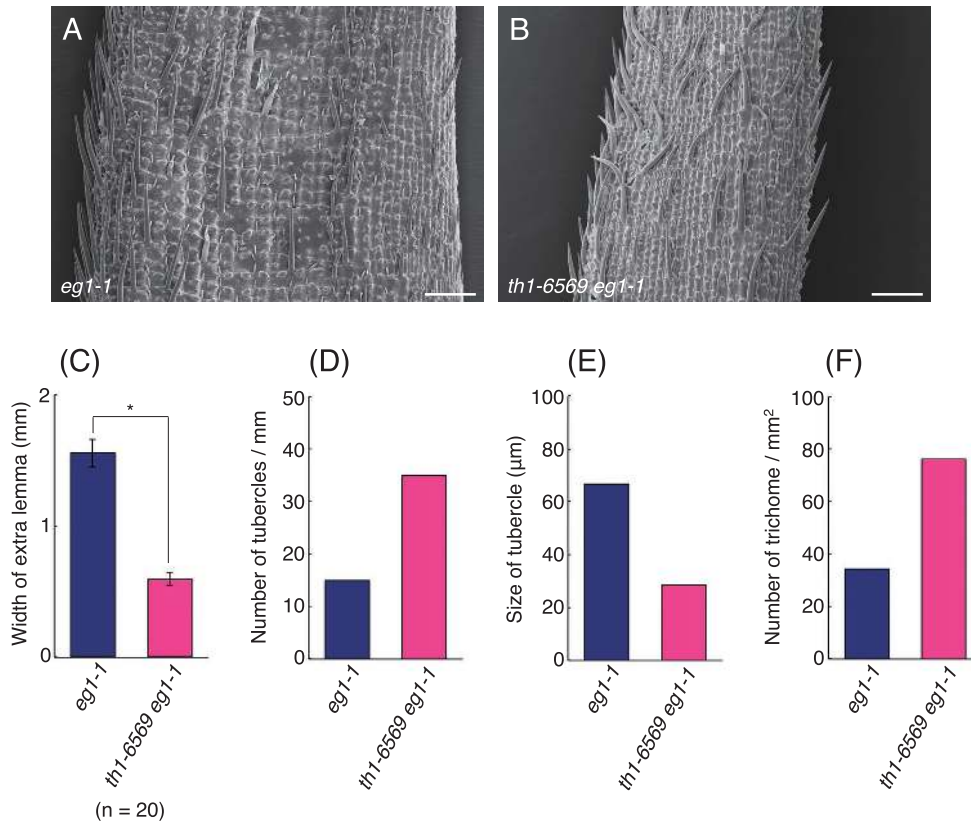 A
B
eg1-1
th1-6569 eg1-1
(C)
(D)
(E)
(F)
Width of extra lemma (mm)
2
1
0
*
eg1-1
th1-6569 eg1-1
(n = 20)
Number of tubercles / mm
50
40
30
20
10
0
eg1-1
th1-6569 eg1-1
Size of tubercle (µm)
100
80
60
40
20
0
eg1-1
th1-6569 eg1-1
Number of trichome / mm²
100
80
60
40
20
0
eg1-1
th1-6569 eg1-1